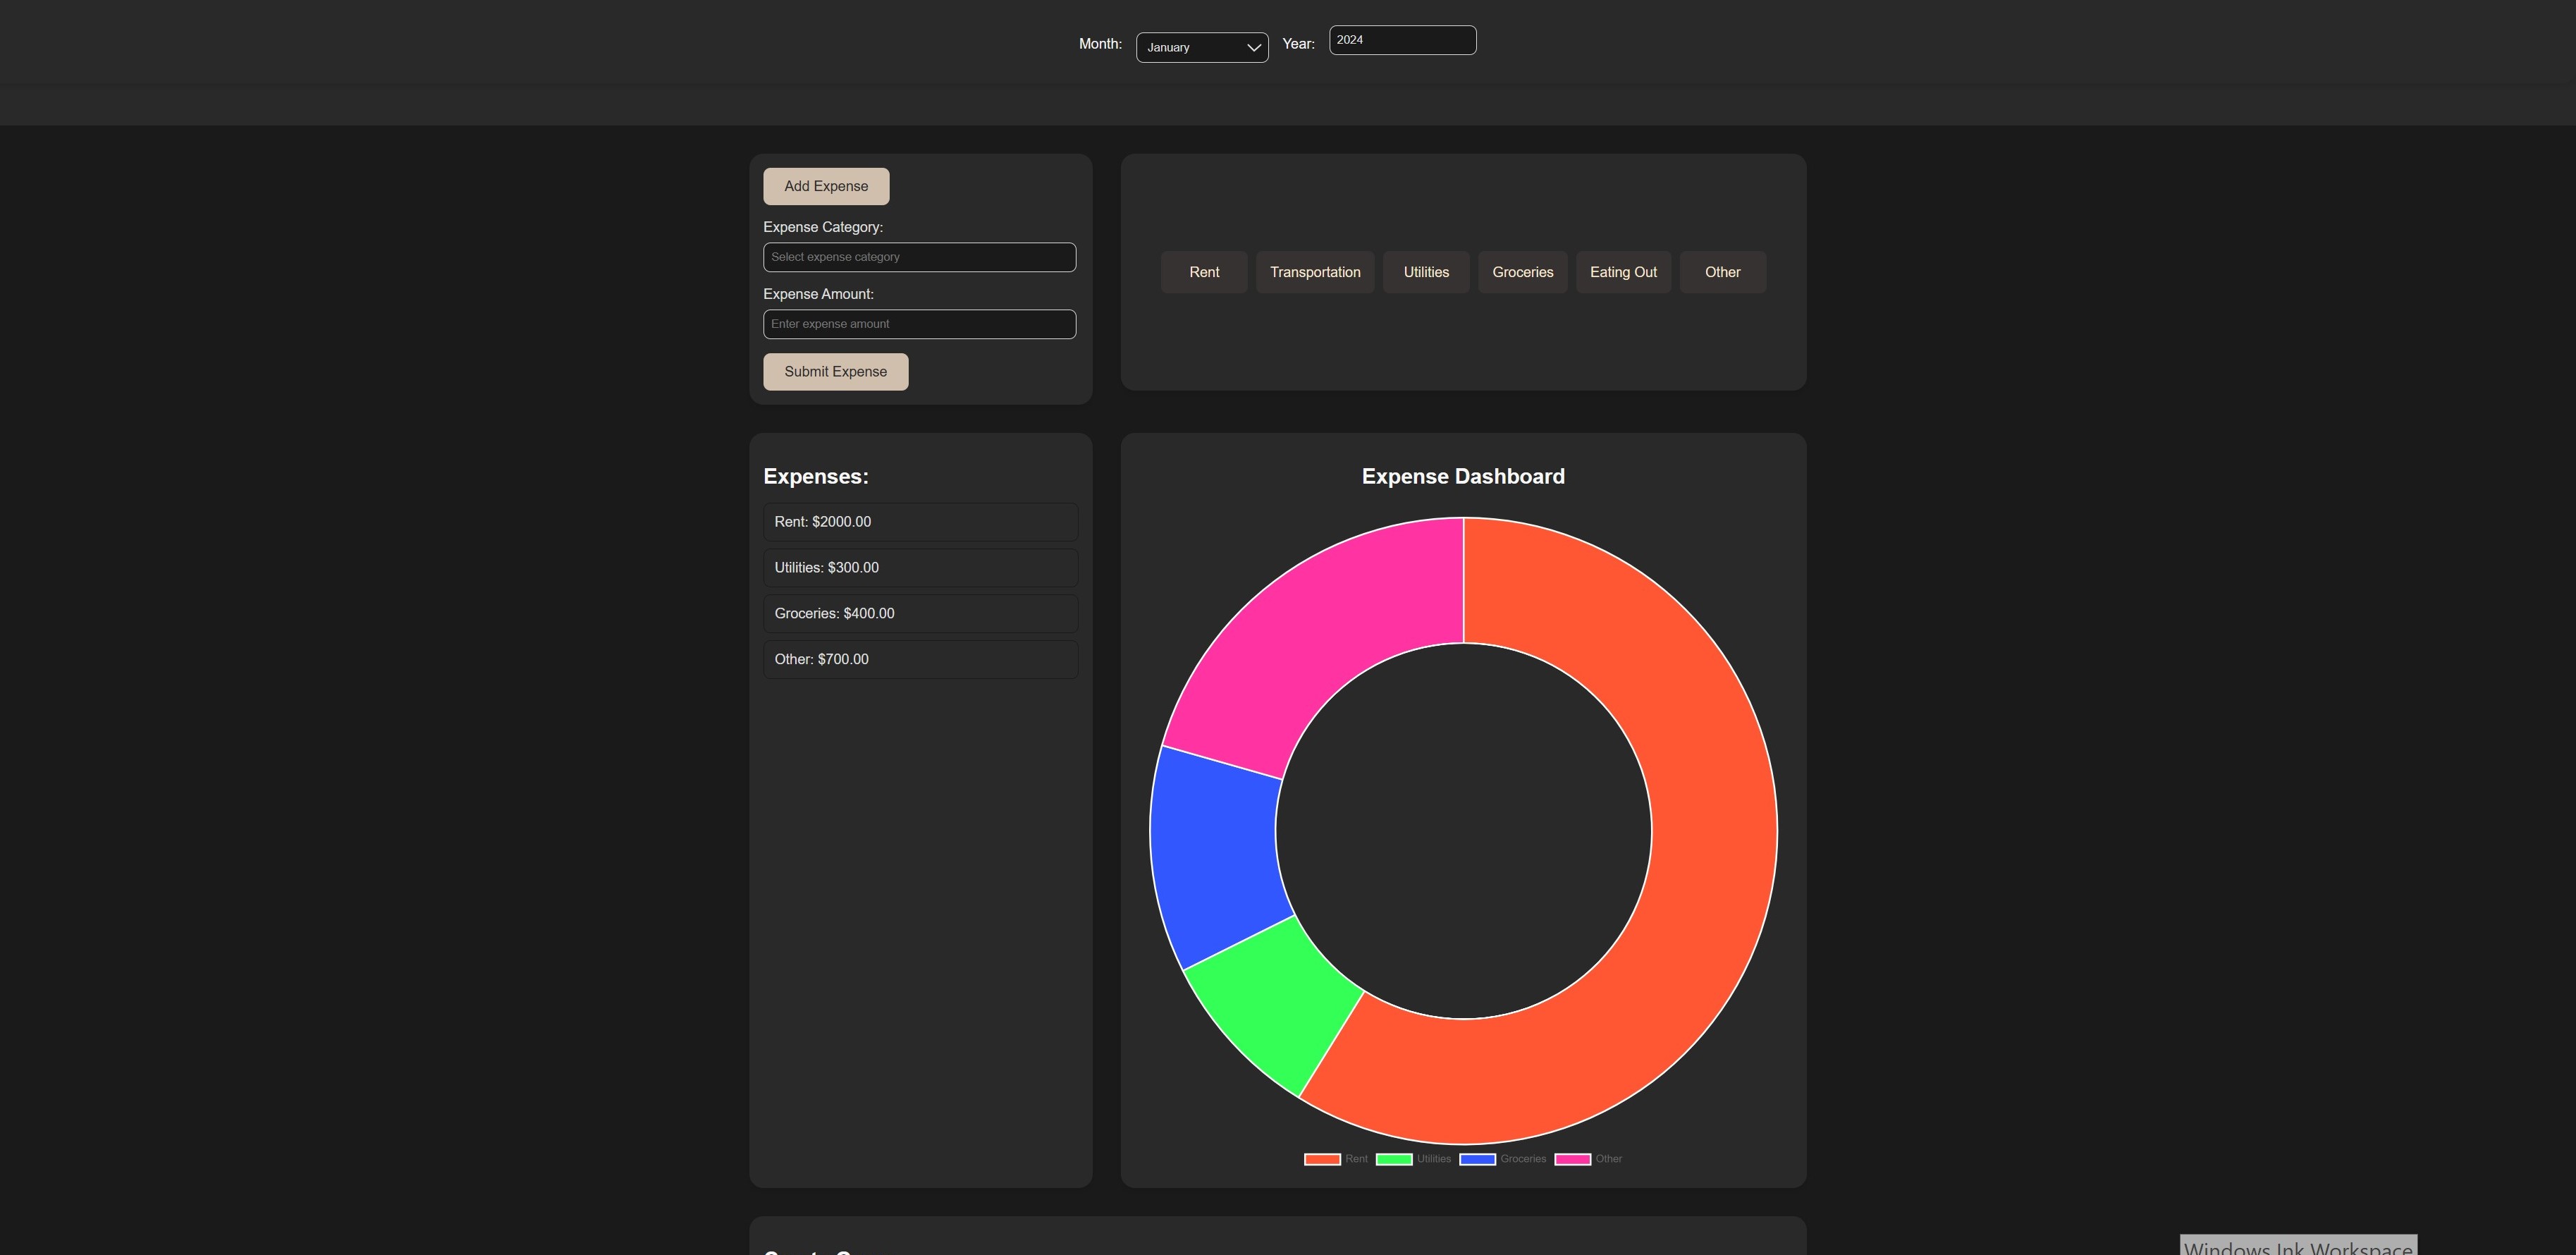 Month: January Year: 2024
Add Expense
Expense Category:
Select expense category
Expense Amount:
Enter expense amount
Submit Expense
Rent Transportation Utilities Groceries Eating Out Other
Expenses:
Rent: $2000.00
Utilities: $300.00
Groceries: $400.00
Other: $700.00
Expense Dashboard
Rent Utilities Groceries Other
Windows Ink Workspace